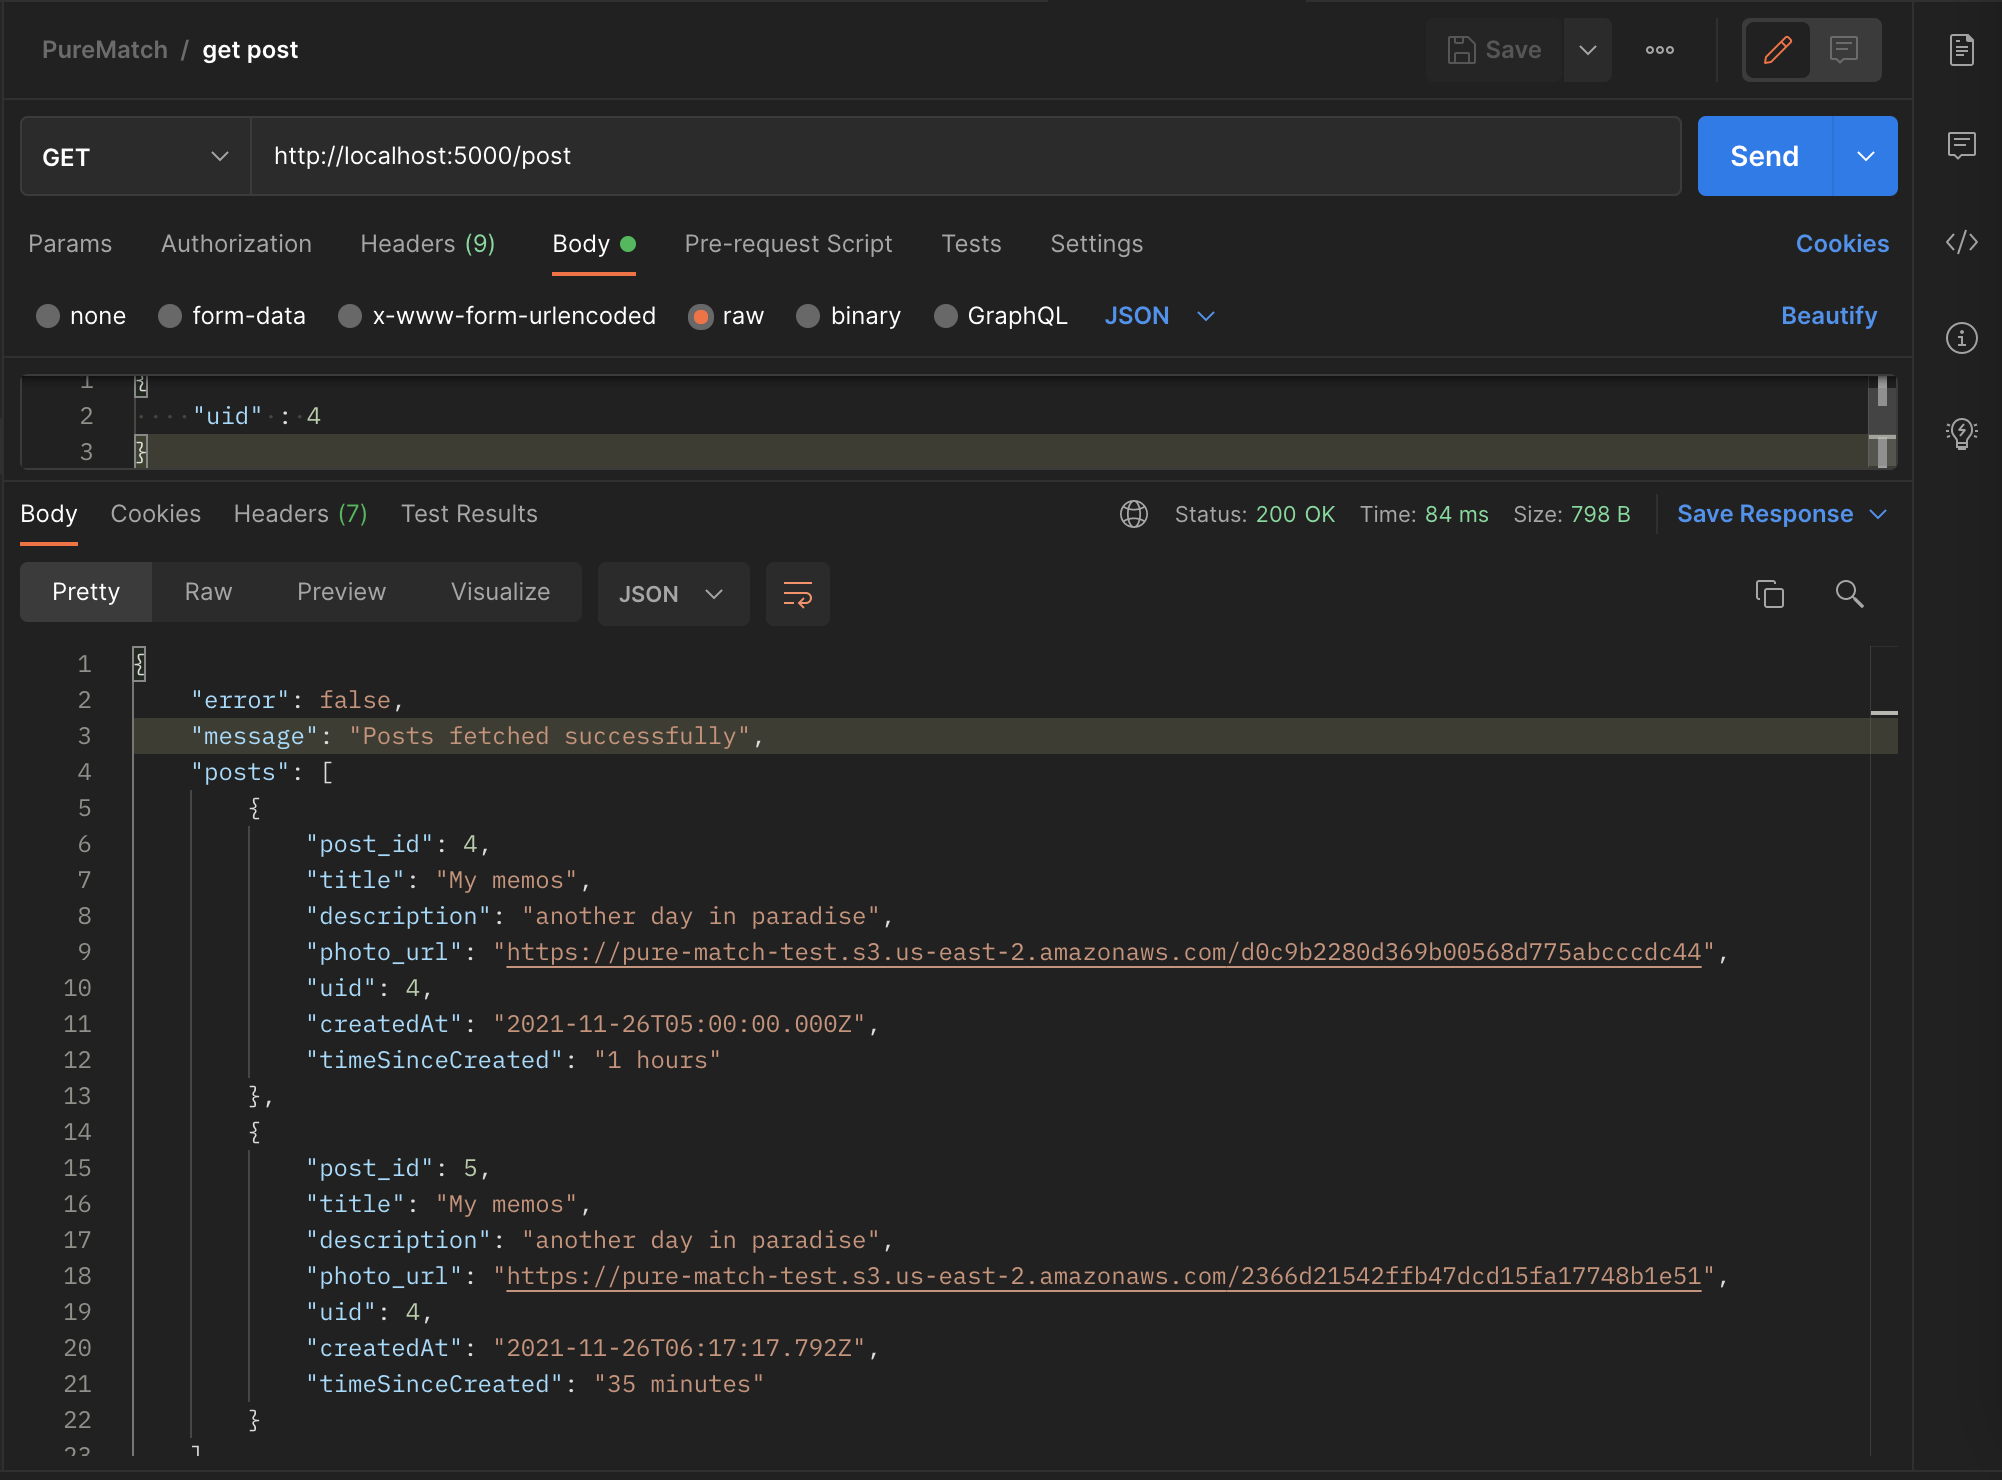 PureMatch / get post
Save
GET http://localhost:5000/post Send
Params Authorization Headers (9) Body Pre-request Script Tests Settings Cookies
none form-data x-www-form-urlencoded raw binary GraphQL JSON Beautify
1 {
2 "uid" : 4
3 }
Body Cookies Headers (7) Test Results Status: 200 OK Time: 84 ms Size: 798 B Save Response
Pretty Raw Preview Visualize JSON
1 {
2 "error": false,
3 "message": "Posts fetched successfully",
4 "posts": [
5 {
6 "post_id": 4,
7 "title": "My memos",
8 "description": "another day in paradise",
9 "photo_url": "https://pure-match-test.s3.us-east-2.amazonaws.com/d0c9b2280d369b00568d775abcccdc44",
10 "uid": 4,
11 "createdAt": "2021-11-26T05:00:00.000Z",
12 "timeSinceCreated": "1 hours"
13 },
14 {
15 "post_id": 5,
16 "title": "My memos",
17 "description": "another day in paradise",
18 "photo_url": "https://pure-match-test.s3.us-east-2.amazonaws.com/2366d21542ffb47dcd15fa17748b1e51",
19 "uid": 4,
20 "createdAt": "2021-11-26T06:17:17.792Z",
21 "timeSinceCreated": "35 minutes"
22 }
23 ]